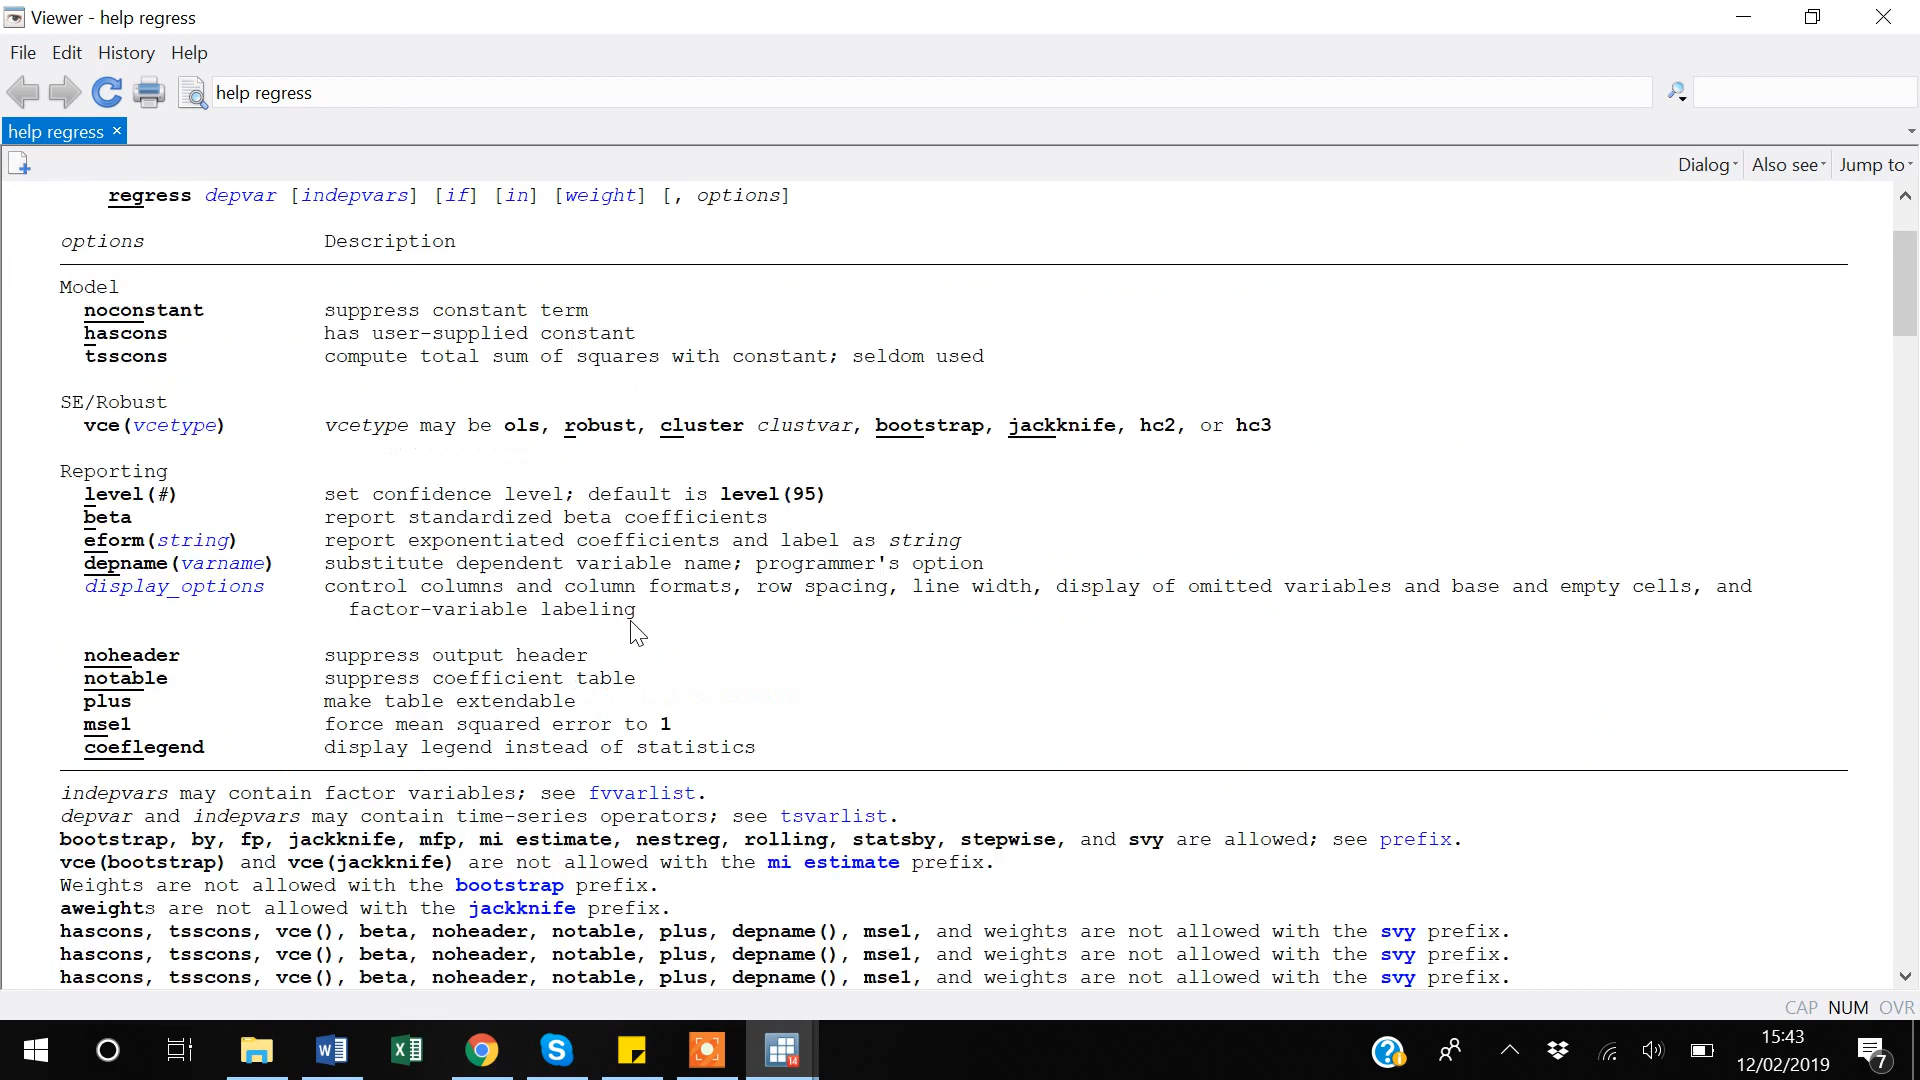 Viewer - help regress
File Edit History Help
help regress
help regress ×
Dialog Also see Jump to
regress depvar [indepvars] [if] [in] [weight] [, options]
options Description
Model
noconstant suppress constant term
hascons has user-supplied constant
tsscons compute total sum of squares with constant; seldom used
SE/Robust
vce(vcetype) vcetype may be ols, robust, cluster clustvar, bootstrap, jackknife, hc2, or hc3
Reporting
level(#) set confidence level; default is level(95)
beta report standardized beta coefficients
eform(string) report exponentiated coefficients and label as string
depname(varname) substitute dependent variable name; programmer's option
display_options control columns and column formats, row spacing, line width, display of omitted variables and base and empty cells, and
factor-variable labeling
noheader suppress output header
notable suppress coefficient table
plus make table extendable
mse1 force mean squared error to 1
coeflegend display legend instead of statistics
indepvars may contain factor variables; see fvvarlist.
depvar and indepvars may contain time-series operators; see tsvarlist.
bootstrap, by, fp, jackknife, mfp, mi estimate, nestreg, rolling, statsby, stepwise, and svy are allowed; see prefix.
vce(bootstrap) and vce(jackknife) are not allowed with the mi estimate prefix.
Weights are not allowed with the bootstrap prefix.
aweights are not allowed with the jackknife prefix.
hascons, tsscons, vce(), beta, noheader, notable, plus, depname(), mse1, and weights are not allowed with the svy prefix.
hascons, tsscons, vce(), beta, noheader, notable, plus, depname(), mse1, and weights are not allowed with the svy prefix.
hascons, tsscons, vce(), beta, noheader, notable, plus, depname(), mse1, and weights are not allowed with the svy prefix.
CAP NUM OVR
14
15:43
12/02/2019
7